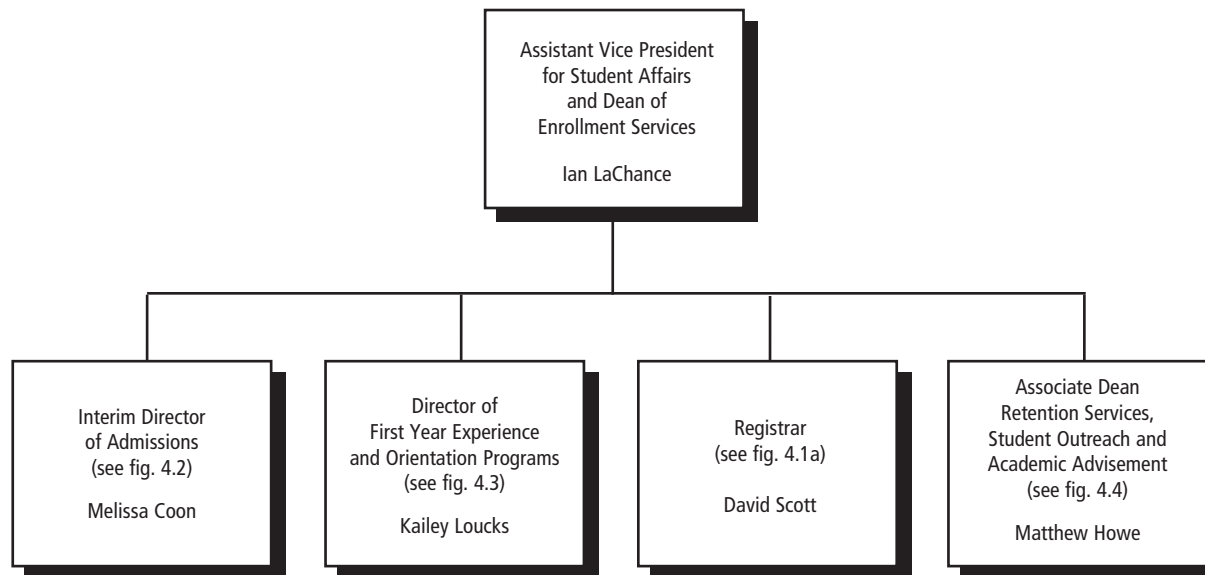 Assistant Vice President
for Student Affairs
and Dean of
Enrollment Services
Ian LaChance
Interim Director
of Admissions
(see fig. 4.2)
Melissa Coon
Director of
First Year Experience
and Orientation Programs
(see fig. 4.3)
Kailey Loucks
Registrar
(see fig. 4.1a)
David Scott
Associate Dean
Retention Services,
Student Outreach and
Academic Advisement
(see fig. 4.4)
Matthew Howe